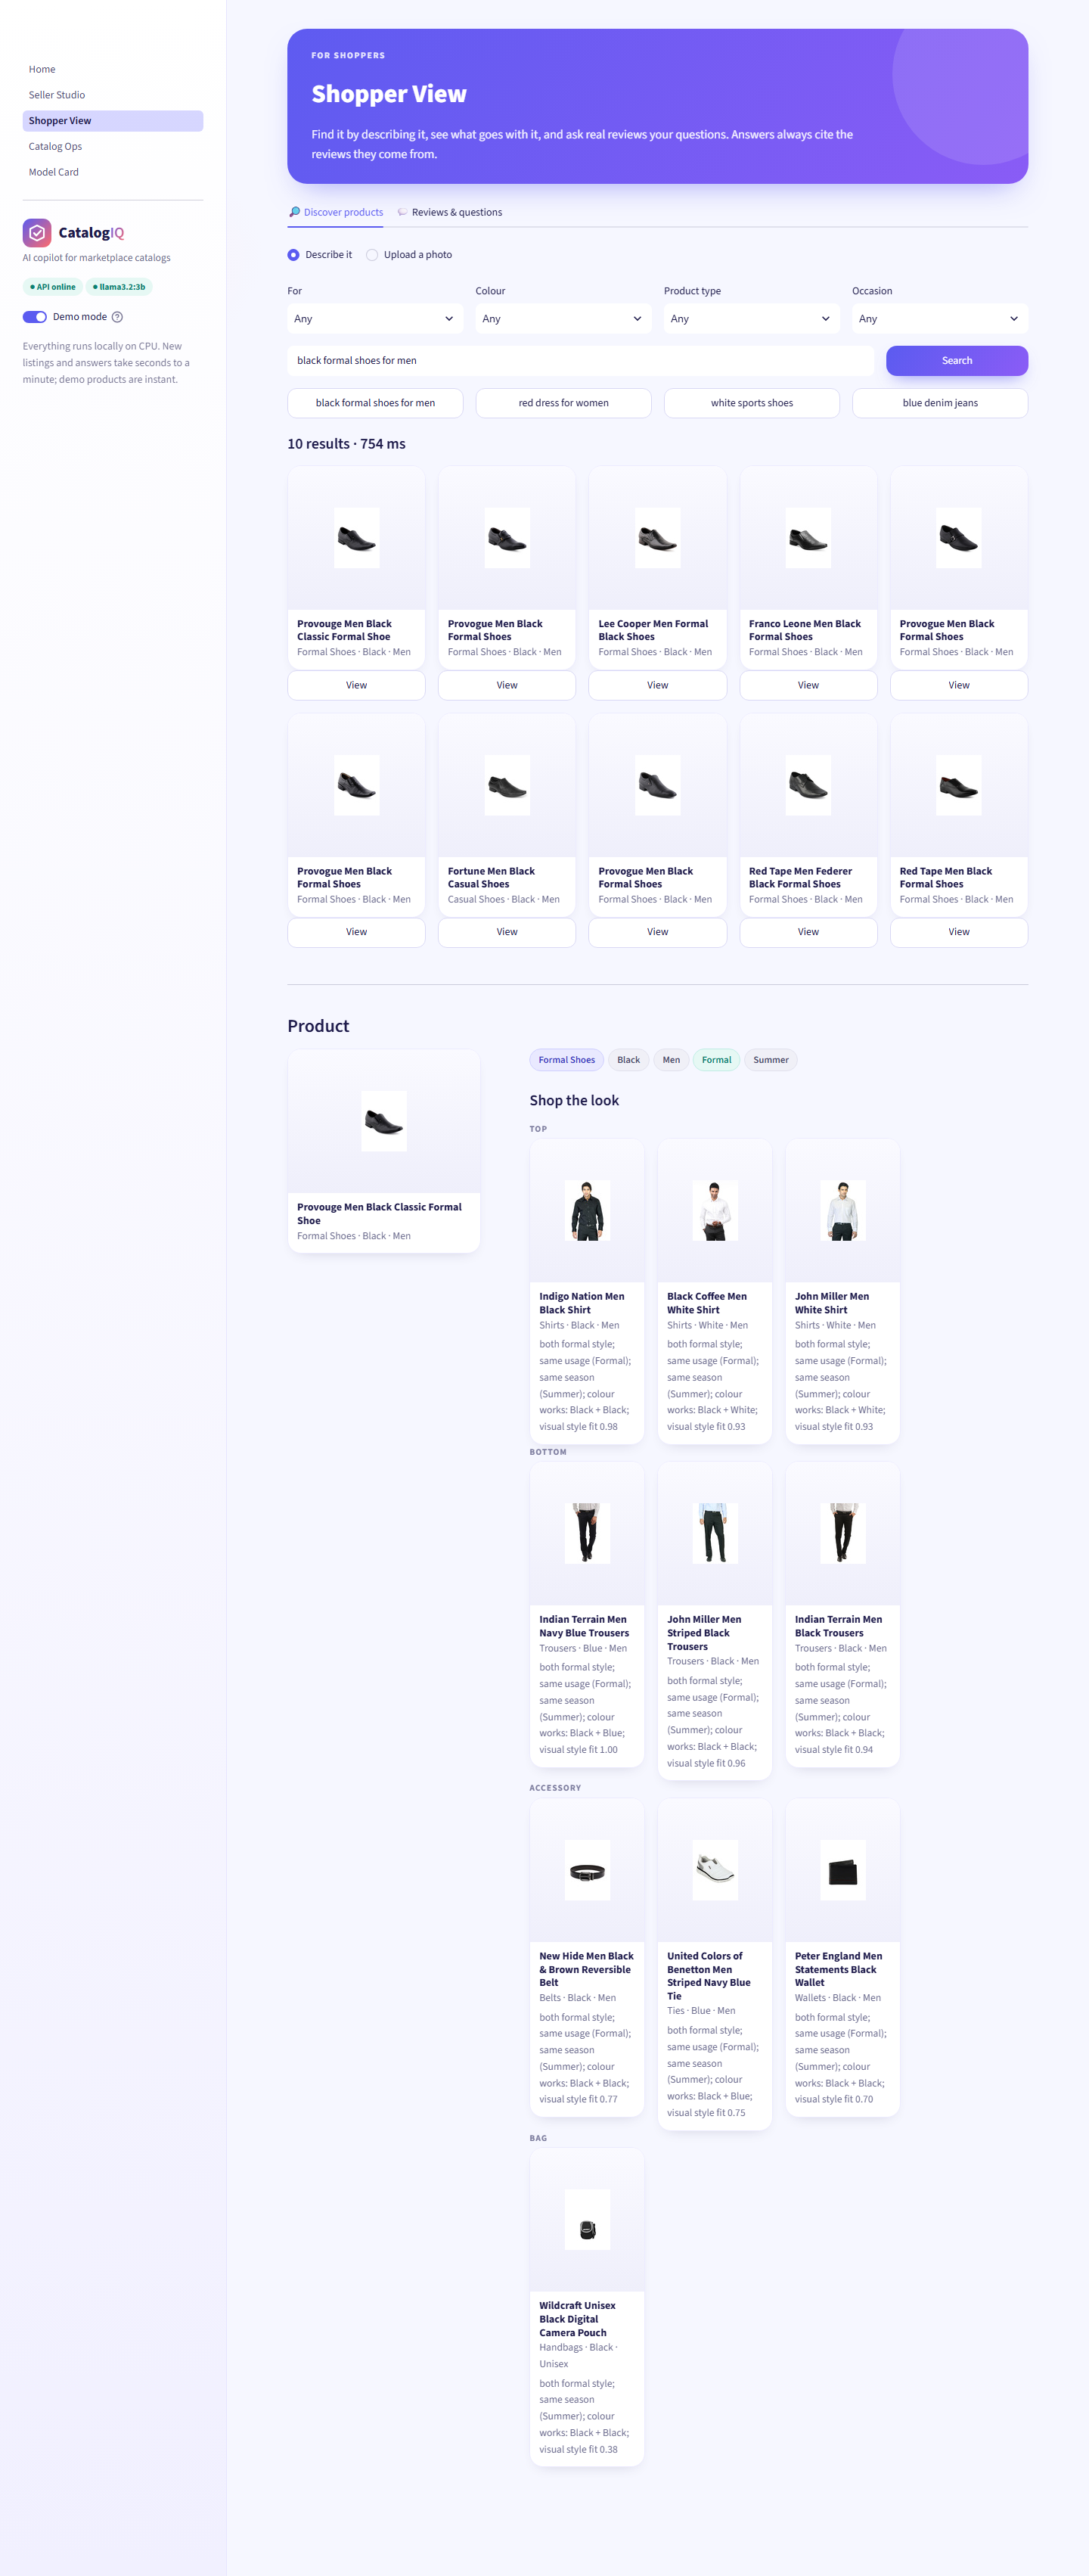 Home
Seller Studio
Shopper View
Catalog Ops
Model Card
CatalogIQ
AI copilot for marketplace catalogs
API online
llama3.2:3b
Demo mode
Everything runs locally on CPU. New
listings and answers take seconds to a
minute; demo products are instant.
FOR SHOPPERS
Shopper View
Find it by describing it, see what goes with it, and ask real reviews your questions. Answers always cite the
reviews they come from.
Discover products
Reviews & questions
Describe it
Upload a photo
For
Colour
Product type
Occasion
Any
Any
Any
Any
black formal shoes for men
Search
black formal shoes for men
red dress for women
white sports shoes
blue denim jeans
10 results · 754 ms
Provouge Men Black
Classic Formal Shoe
Formal Shoes · Black · Men
View
Provogue Men Black
Formal Shoes
Formal Shoes · Black · Men
View
Lee Cooper Men Formal
Black Shoes
Formal Shoes · Black · Men
View
Franco Leone Men Black
Formal Shoes
Formal Shoes · Black · Men
View
Provogue Men Black
Formal Shoes
Formal Shoes · Black · Men
View
Provogue Men Black
Formal Shoes
Formal Shoes · Black · Men
View
Fortune Men Black
Casual Shoes
Casual Shoes · Black · Men
View
Provogue Men Black
Formal Shoes
Formal Shoes · Black · Men
View
Red Tape Men Federer
Black Formal Shoes
Formal Shoes · Black · Men
View
Red Tape Men Black
Formal Shoes
Formal Shoes · Black · Men
View
Product
Provouge Men Black Classic Formal
Shoe
Formal Shoes · Black · Men
Formal Shoes
Black
Men
Formal
Summer
Shop the look
TOP
Indigo Nation Men
Black Shirt
Shirts · Black · Men
both formal style;
same usage (Formal);
same season
(Summer); colour
works: Black + Black;
visual style fit 0.98
Black Coffee Men
White Shirt
Shirts · White · Men
both formal style;
same usage (Formal);
same season
(Summer); colour
works: Black + White;
visual style fit 0.93
John Miller Men
White Shirt
Shirts · White · Men
both formal style;
same usage (Formal);
same season
(Summer); colour
works: Black + White;
visual style fit 0.93
BOTTOM
Indian Terrain Men
Navy Blue Trousers
Trousers · Blue · Men
both formal style;
same usage (Formal);
same season
(Summer); colour
works: Black + Blue;
visual style fit 1.00
John Miller Men
Striped Black
Trousers
Trousers · Black · Men
both formal style;
same usage (Formal);
same season
(Summer); colour
works: Black + Black;
visual style fit 0.96
Indian Terrain Men
Black Trousers
Trousers · Black · Men
both formal style;
same usage (Formal);
same season
(Summer); colour
works: Black + Black;
visual style fit 0.94
ACCESSORY
New Hide Men Black
& Brown Reversible
Belt
Belts · Black · Men
both formal style;
same usage (Formal);
same season
(Summer); colour
works: Black + Black;
visual style fit 0.77
United Colors of
Benetton Men
Striped Navy Blue
Tie
Ties · Blue · Men
both formal style;
same usage (Formal);
same season
(Summer); colour
works: Black + Blue;
visual style fit 0.75
Peter England Men
Statements Black
Wallet
Wallets · Black · Men
both formal style;
same usage (Formal);
same season
(Summer); colour
works: Black + Black;
visual style fit 0.70
BAG
Wildcraft Unisex
Black Digital
Camera Pouch
Handbags · Black ·
Unisex
both formal style;
same season
(Summer); colour
works: Black + Black;
visual style fit 0.38